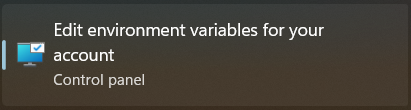 Edit environment variables for your
account
Control panel